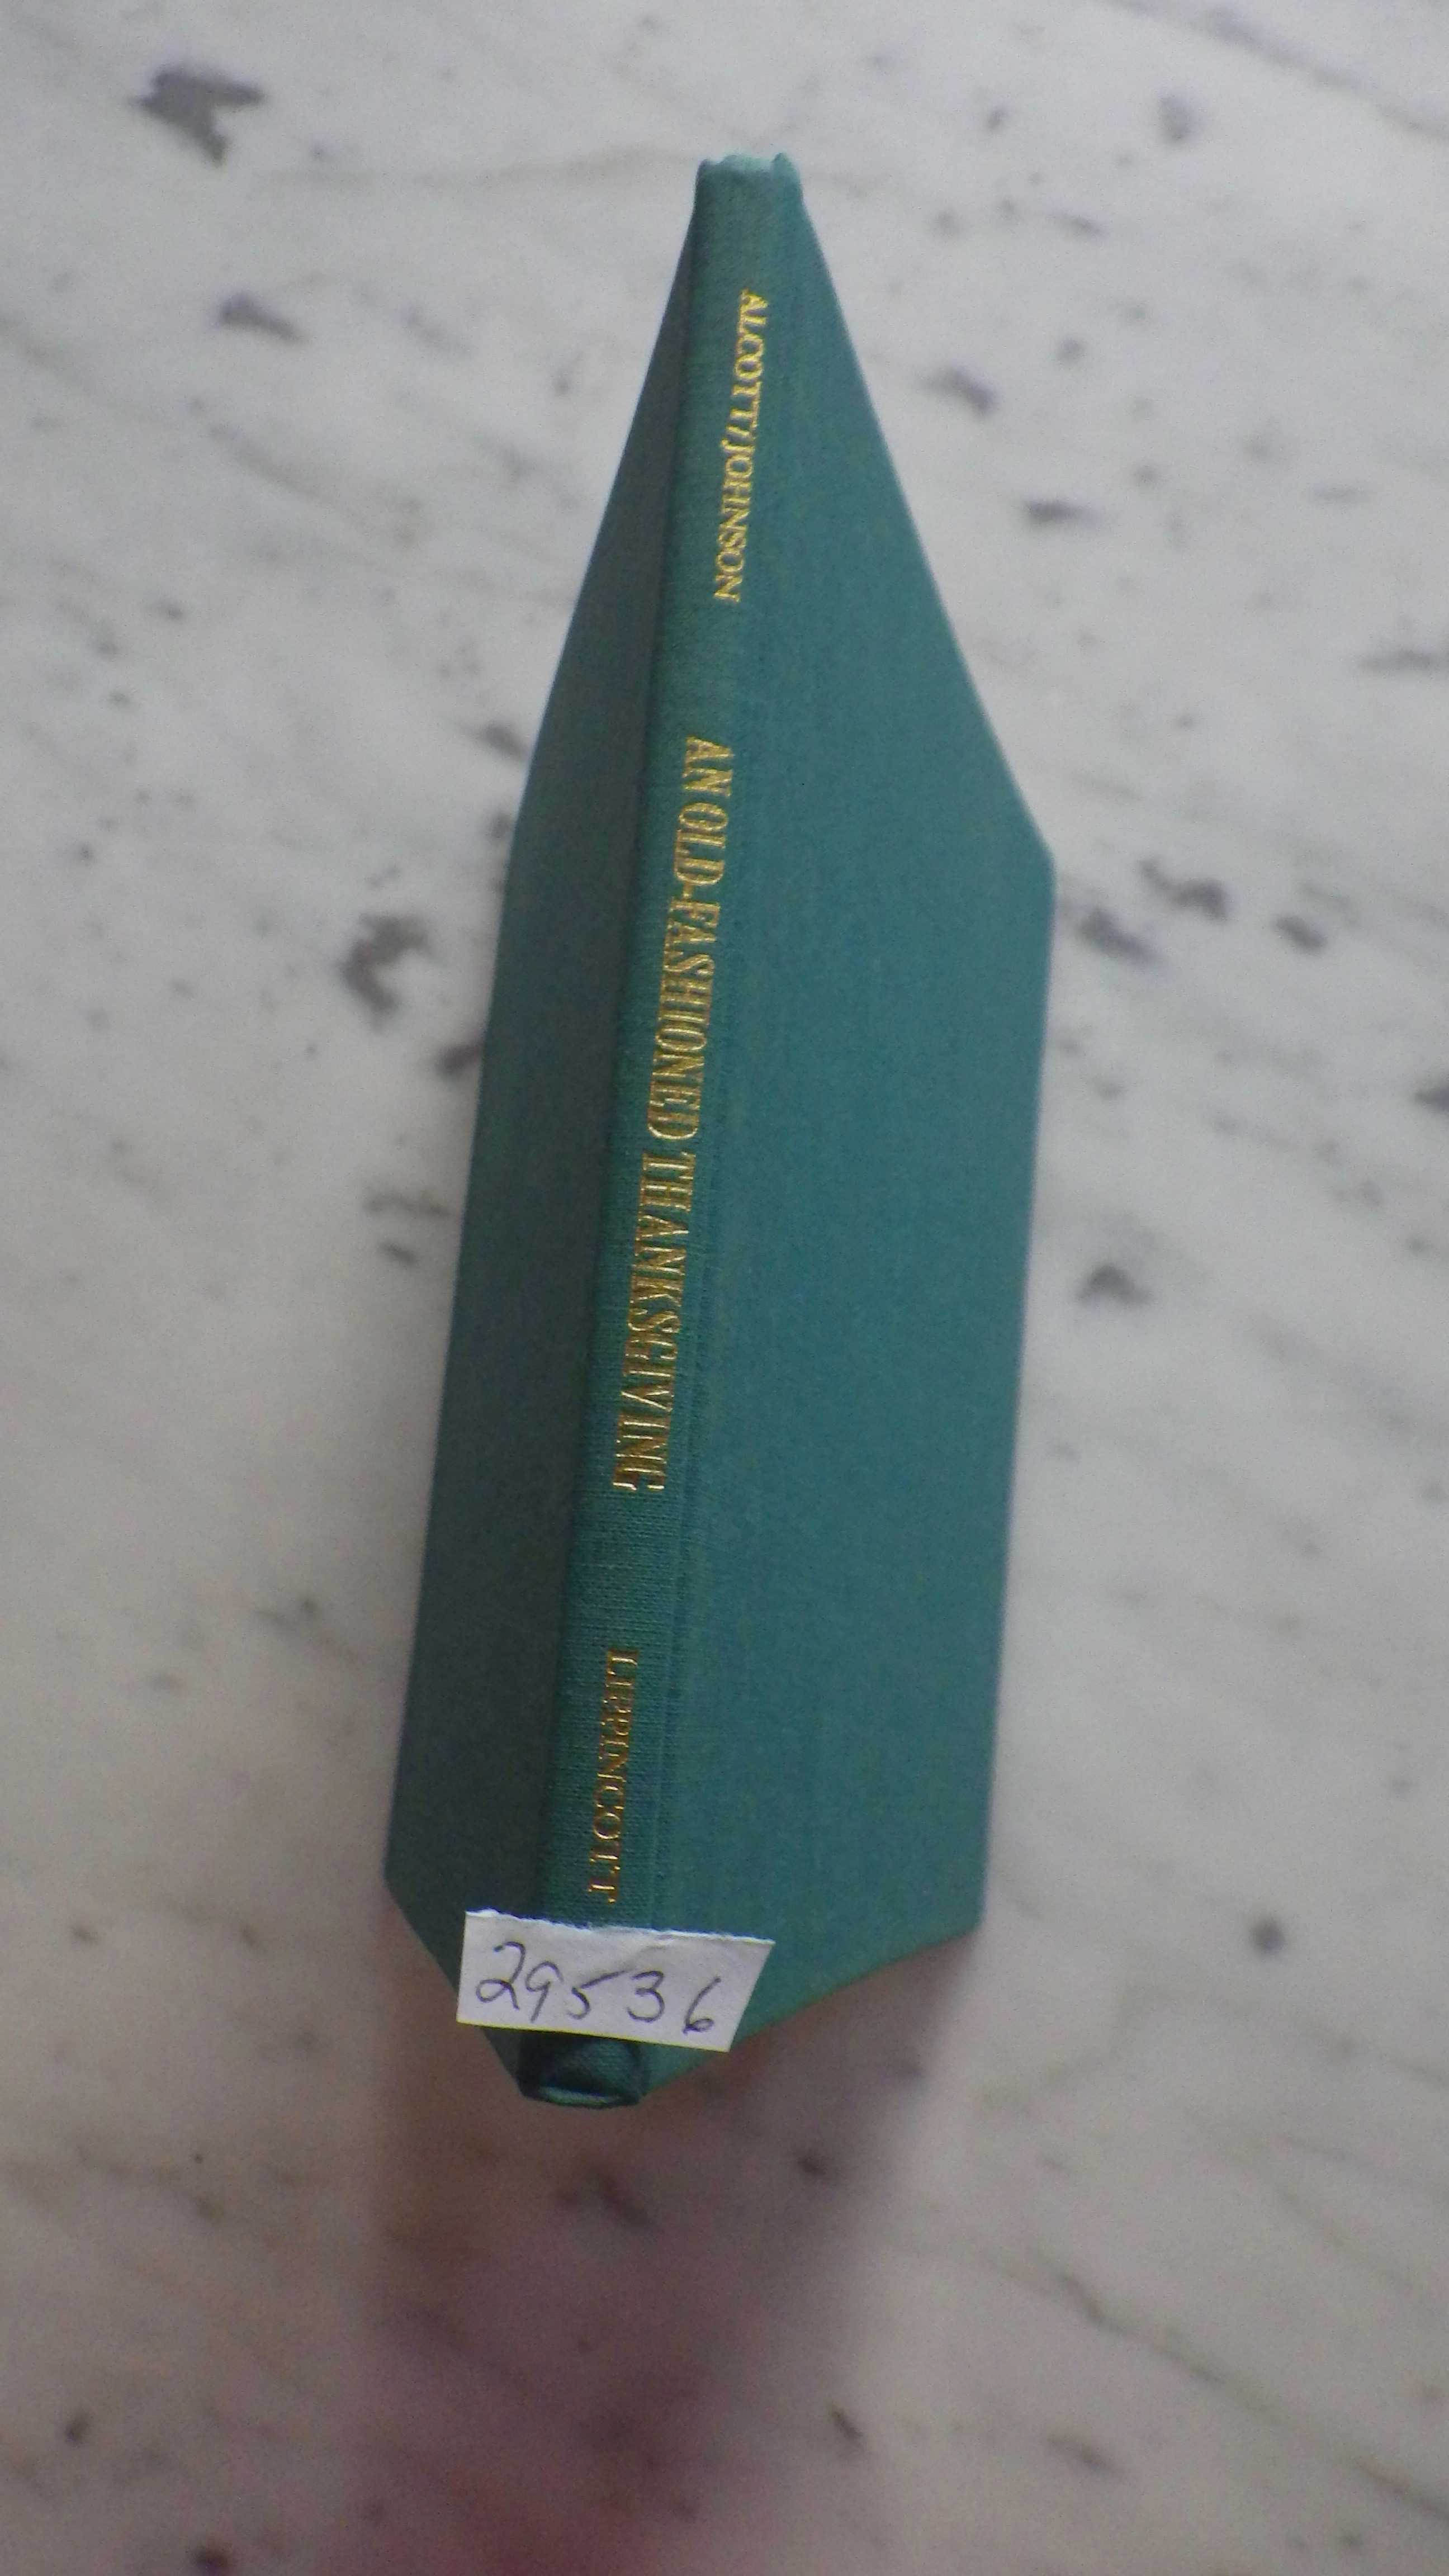 ALCOTT/JOHNSON
AN OLD-FASHIONED THANKSGIVING
LIPPINCOTT
29536